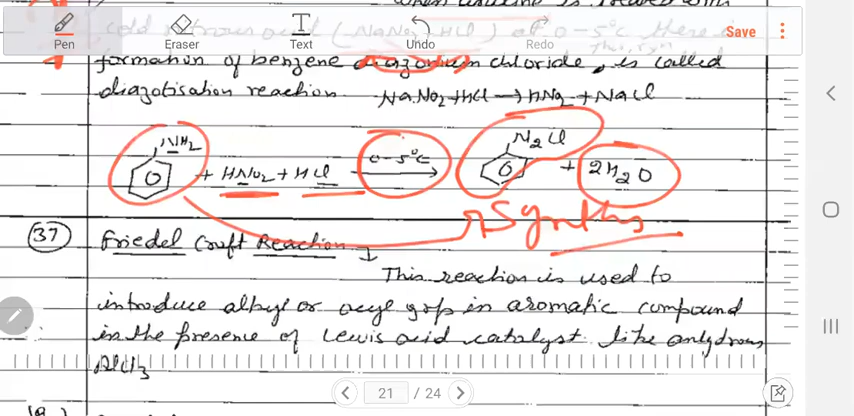 Pen
Eraser
Text
Undo
Redo
Save
cold nitrous acid (NaNO2 + HCl) at 0-5°c there is
formation of benzene diazonium chloride, is called
diazotisation reaction. NaNO2+HCl → HNO2 + NaCl
NH2 + HNO2 + HCl 0-5°C N2Cl + 2H2O
Synthes
37 Friedel Craft Reaction
This reaction is used to
introduce alkyl or acyl gop in aromatic compound
in the presence of Lewis acid catalyst like anhydrous
AlCl3
21 / 24